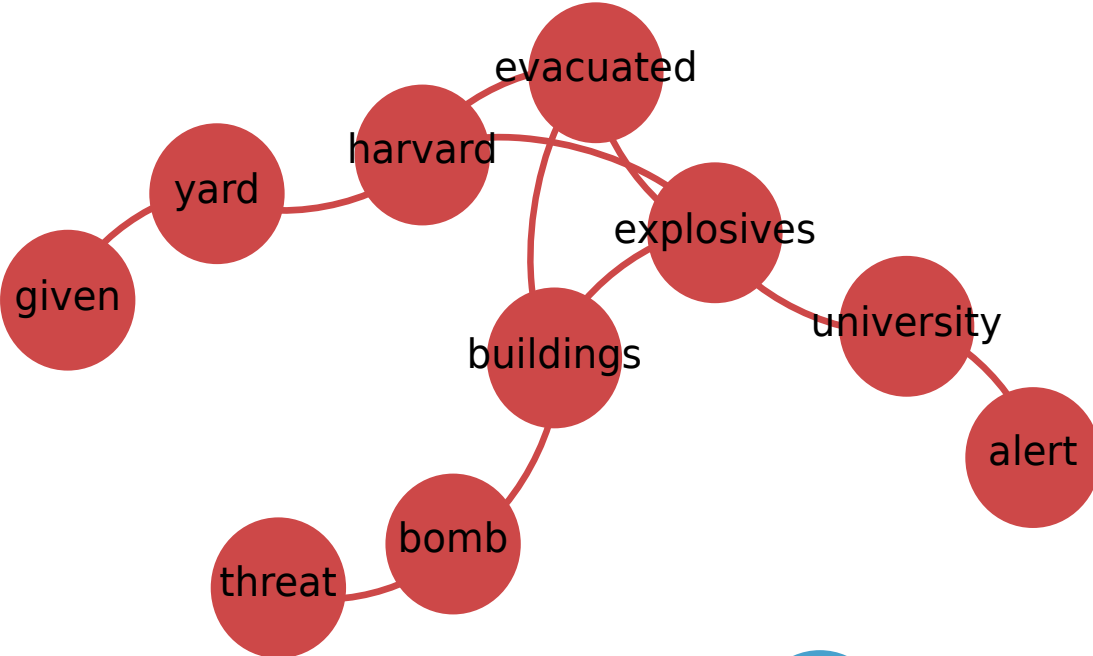 evacuated
harvard
yard
explosives
given
university
buildings
alert
bomb
threat